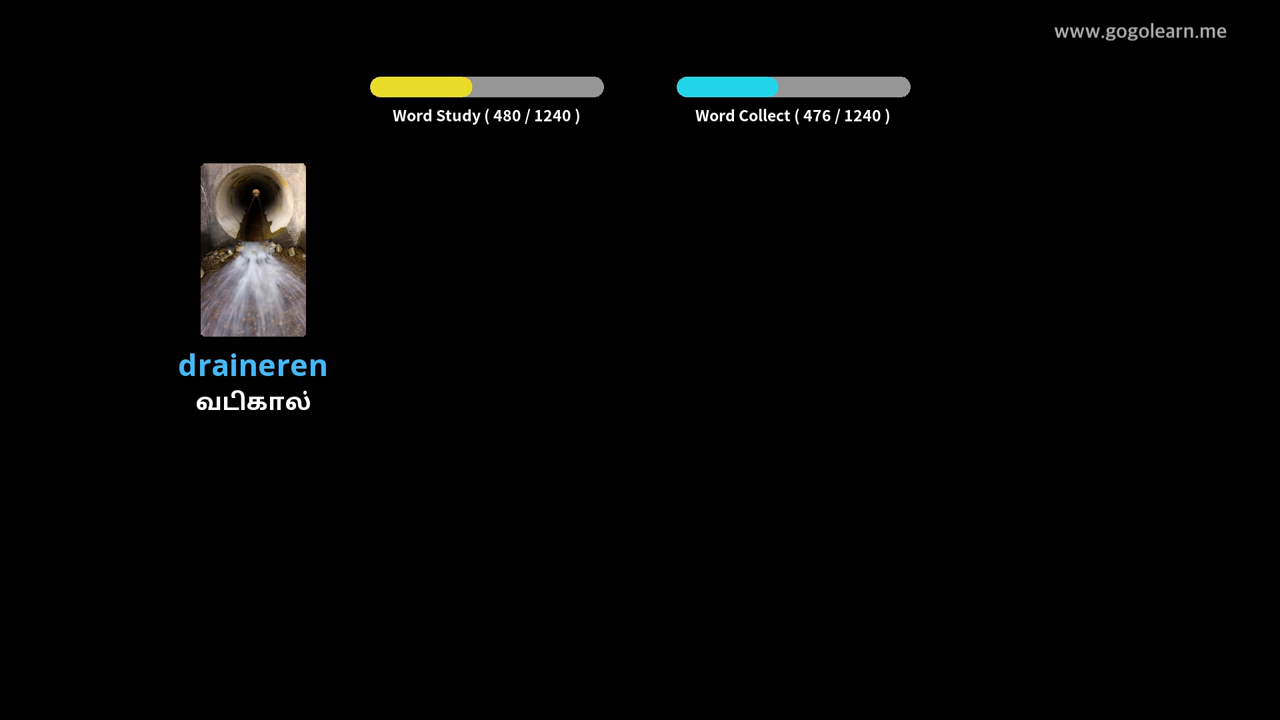 www.gogolearn.me
Word Study ( 480 / 1240 )
Word Collect ( 476 / 1240 )
draineren
வடிகால்